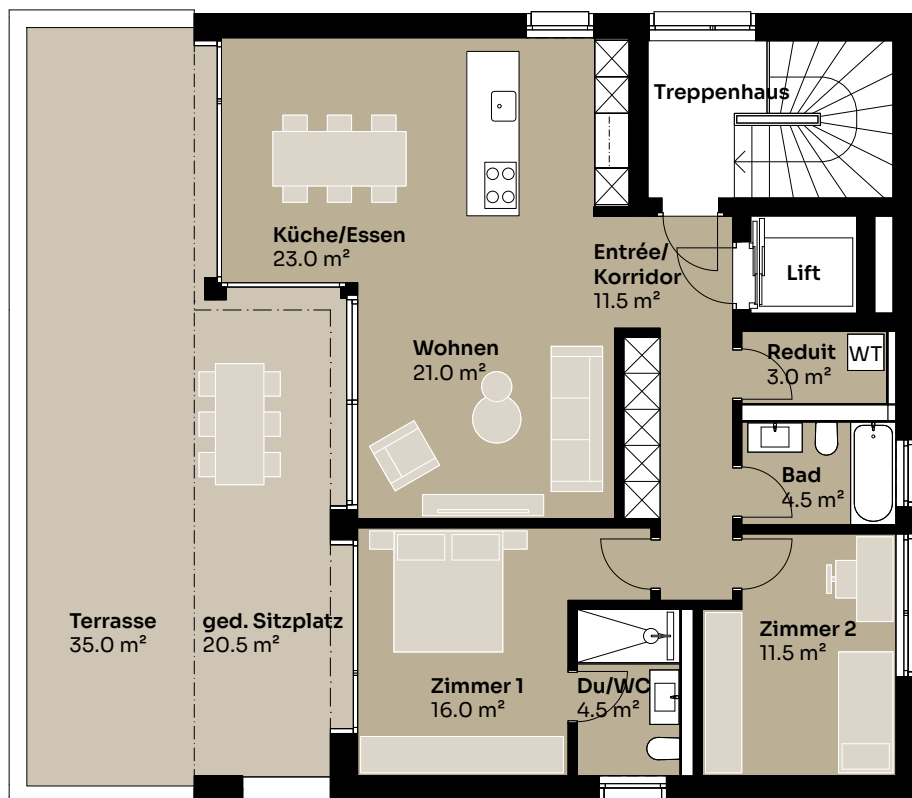 Treppenhaus
Küche/Essen
23.0 m²
Entrée/
Korridor
11.5 m²
Lift
Wohnen
21.0 m²
Reduit
3.0 m²
WT
Bad
4.5 m²
Terrasse
35.0 m²
ged. Sitzplatz
20.5 m²
Zimmer 2
11.5 m²
Zimmer 1
16.0 m²
Du/WC
4.5 m²